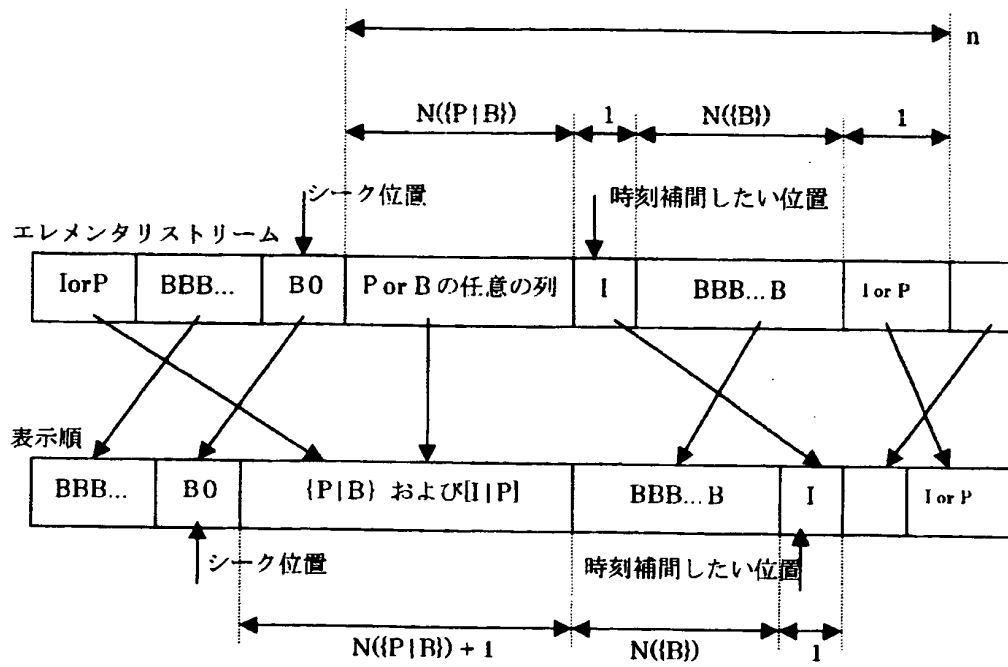 n
N({P|B}) 1 N({B}) 1
シーク位置 時刻補間したい位置
エレメンタリストリーム
IorP BBB... B0 P or B の任意の列 I BBB...B I or P
表示順
BBB... B0 {P|B} および[I|P] BBB...B I I or P
シーク位置 時刻補間したい位置
N({P|B}) + 1 N({B}) 1